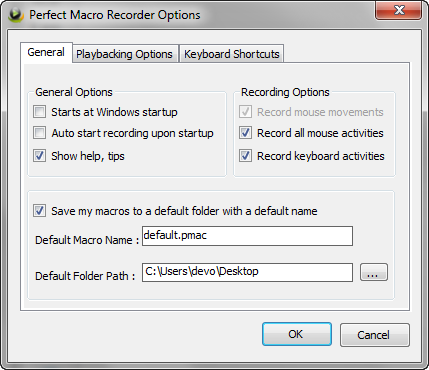 Perfect Macro Recorder Options
General Playbacking Options Keyboard Shortcuts
General Options
Starts at Windows startup
Auto start recording upon startup
Show help, tips
Recording Options
Record mouse movements
Record all mouse activities
Record keyboard activities
Save my macros to a default folder with a default name
Default Macro Name : default.pmac
Default Folder Path : C:\Users\devo\Desktop ...
OK Cancel